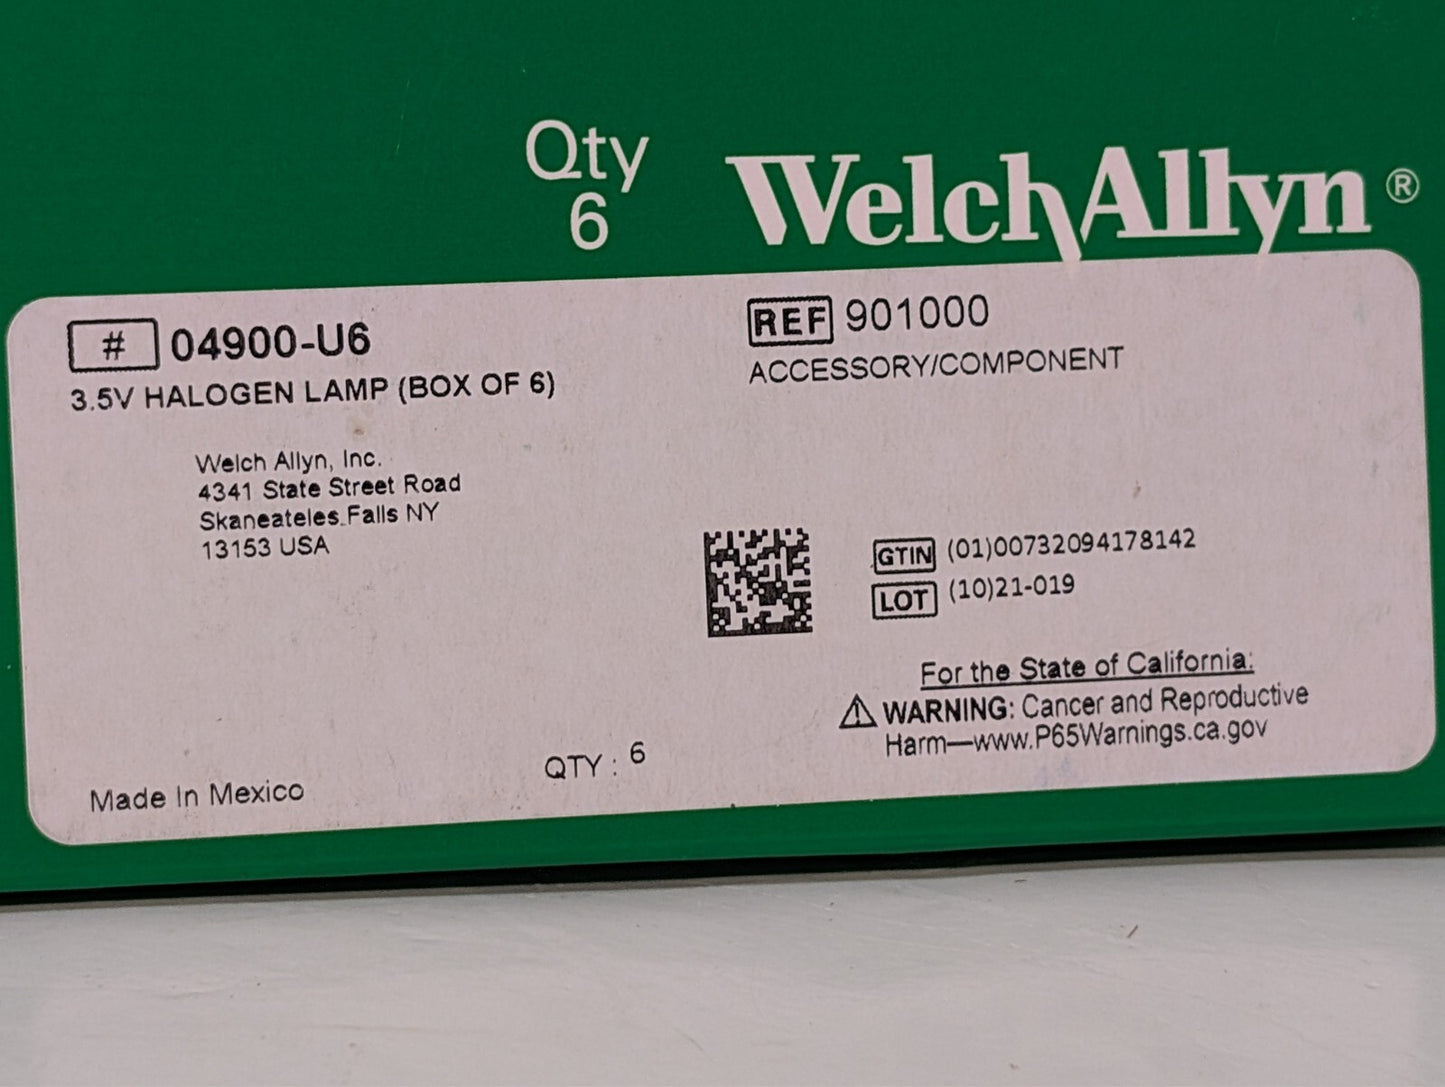 Qty
6
WelchAllyn®
# 04900-U6
3.5V HALOGEN LAMP (BOX OF 6)
REF 901000
ACCESSORY/COMPONENT
Welch Allyn, Inc.
4341 State Street Road
Skaneateles Falls NY
13153 USA
GTIN (01)00732094178142
LOT (10)21-019
For the State of California:
⚠ WARNING: Cancer and Reproductive
Harm—www.P65Warnings.ca.gov
QTY : 6
Made In Mexico